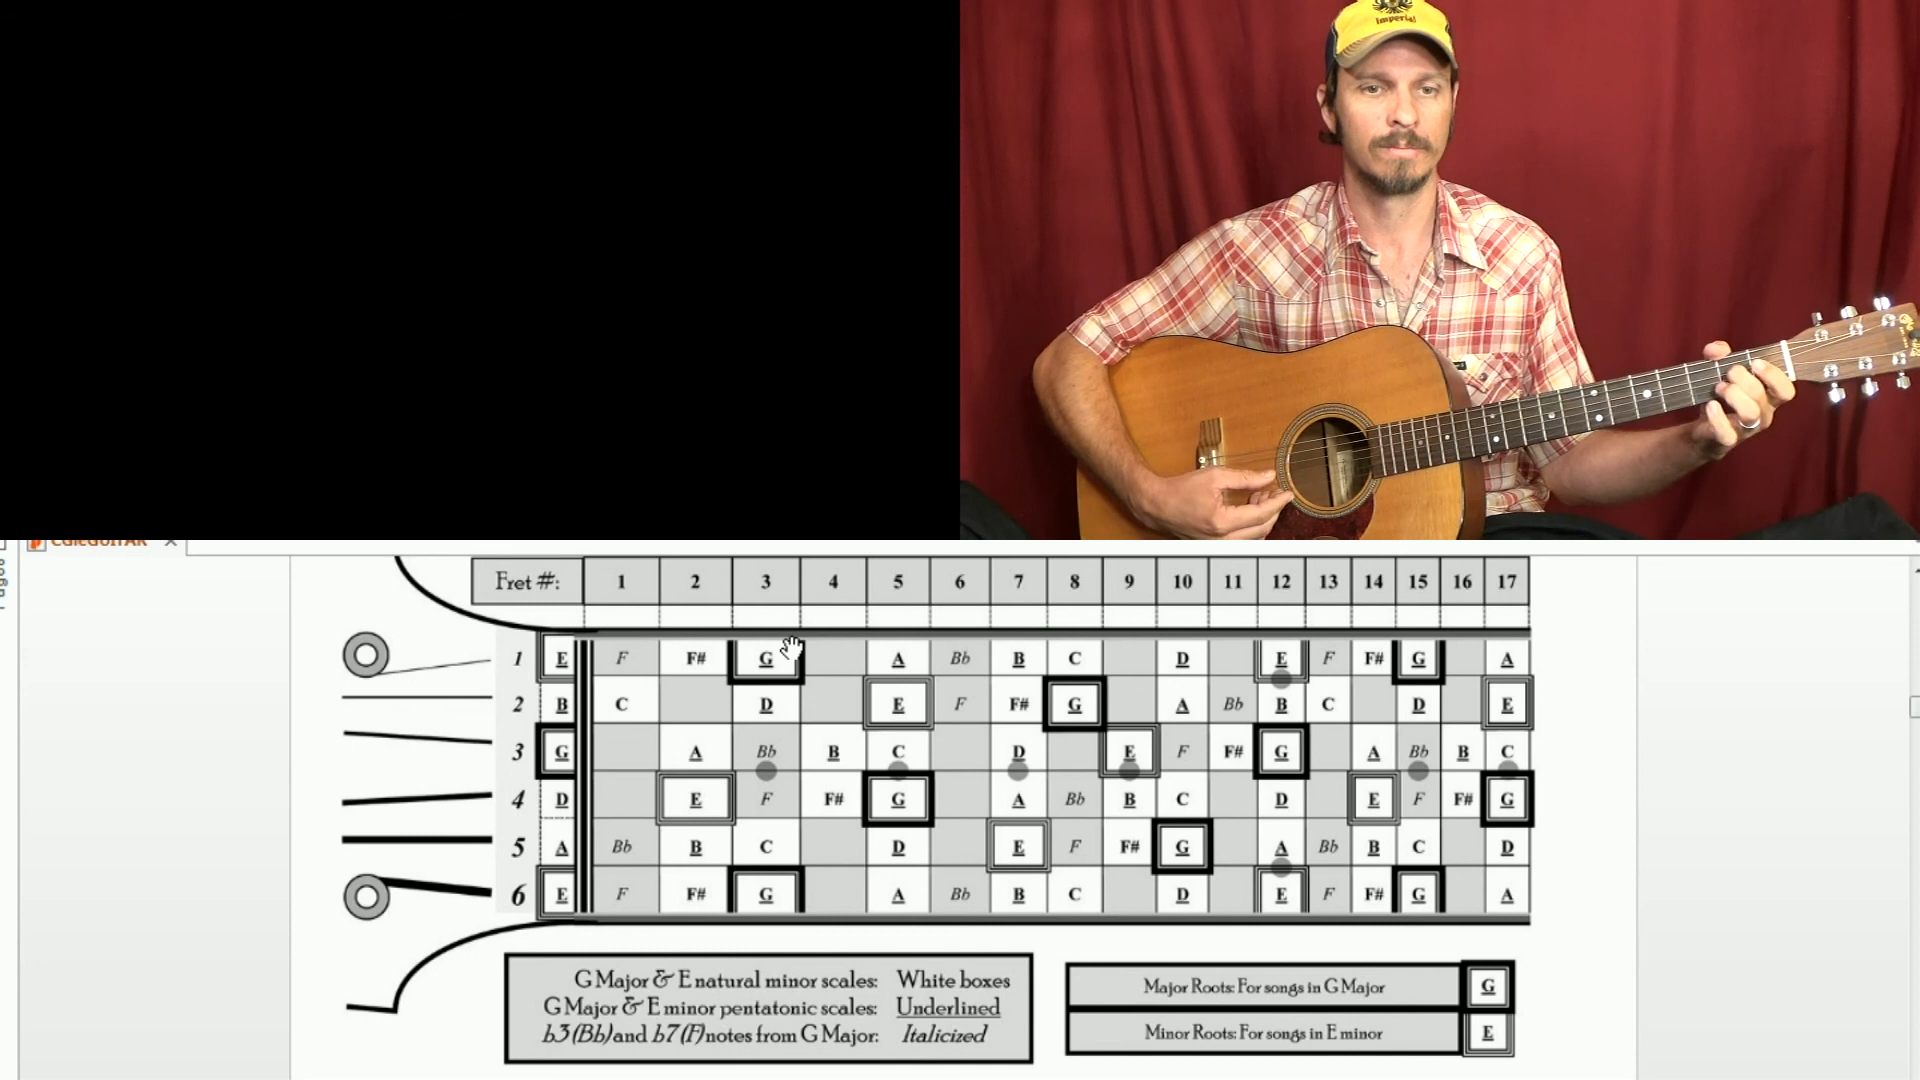 Imperial
CGleGUITAR
Pages
Fret #: 1 2 3 4 5 6 7 8 9 10 11 12 13 14 15 16 17
1 E F F# G A Bb B C D E F F# G A
2 B C D E F F# G A Bb B C D E
3 G A Bb B C D E F F# G A Bb B C
4 D E F F# G A Bb B C D E F F# G
5 A Bb B C D E F F# G A Bb B C D
6 E F F# G A Bb B C D E F F# G A
G Major & E natural minor scales: White boxes
G Major & E minor pentatonic scales: Underlined
b3(Bb)and b7(F)notes from G Major: Italicized
Major Roots: For songs in G Major G
Minor Roots: For songs in E minor E